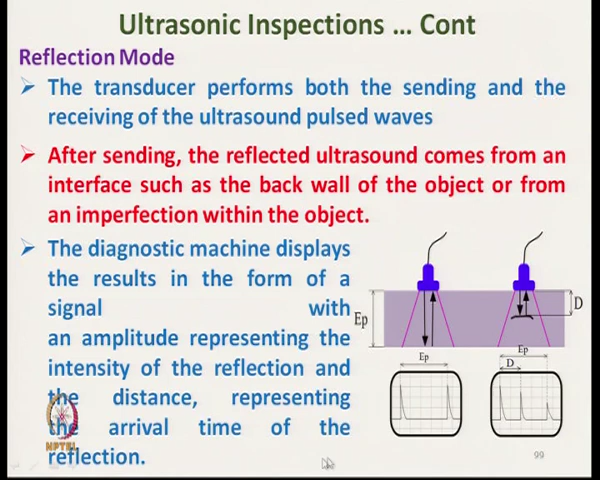 Ultrasonic Inspections ... Cont
Reflection Mode
➢ The transducer performs both the sending and the
receiving of the ultrasound pulsed waves
➢ After sending, the reflected ultrasound comes from an
interface such as the back wall of the object or from
an imperfection within the object.
➢ The diagnostic machine displays
the results in the form of a
signal with
an amplitude representing the
intensity of the reflection and
the distance, representing
the arrival time of the
reflection.
Ep
D
Ep
Ep
D
NPTEL
99